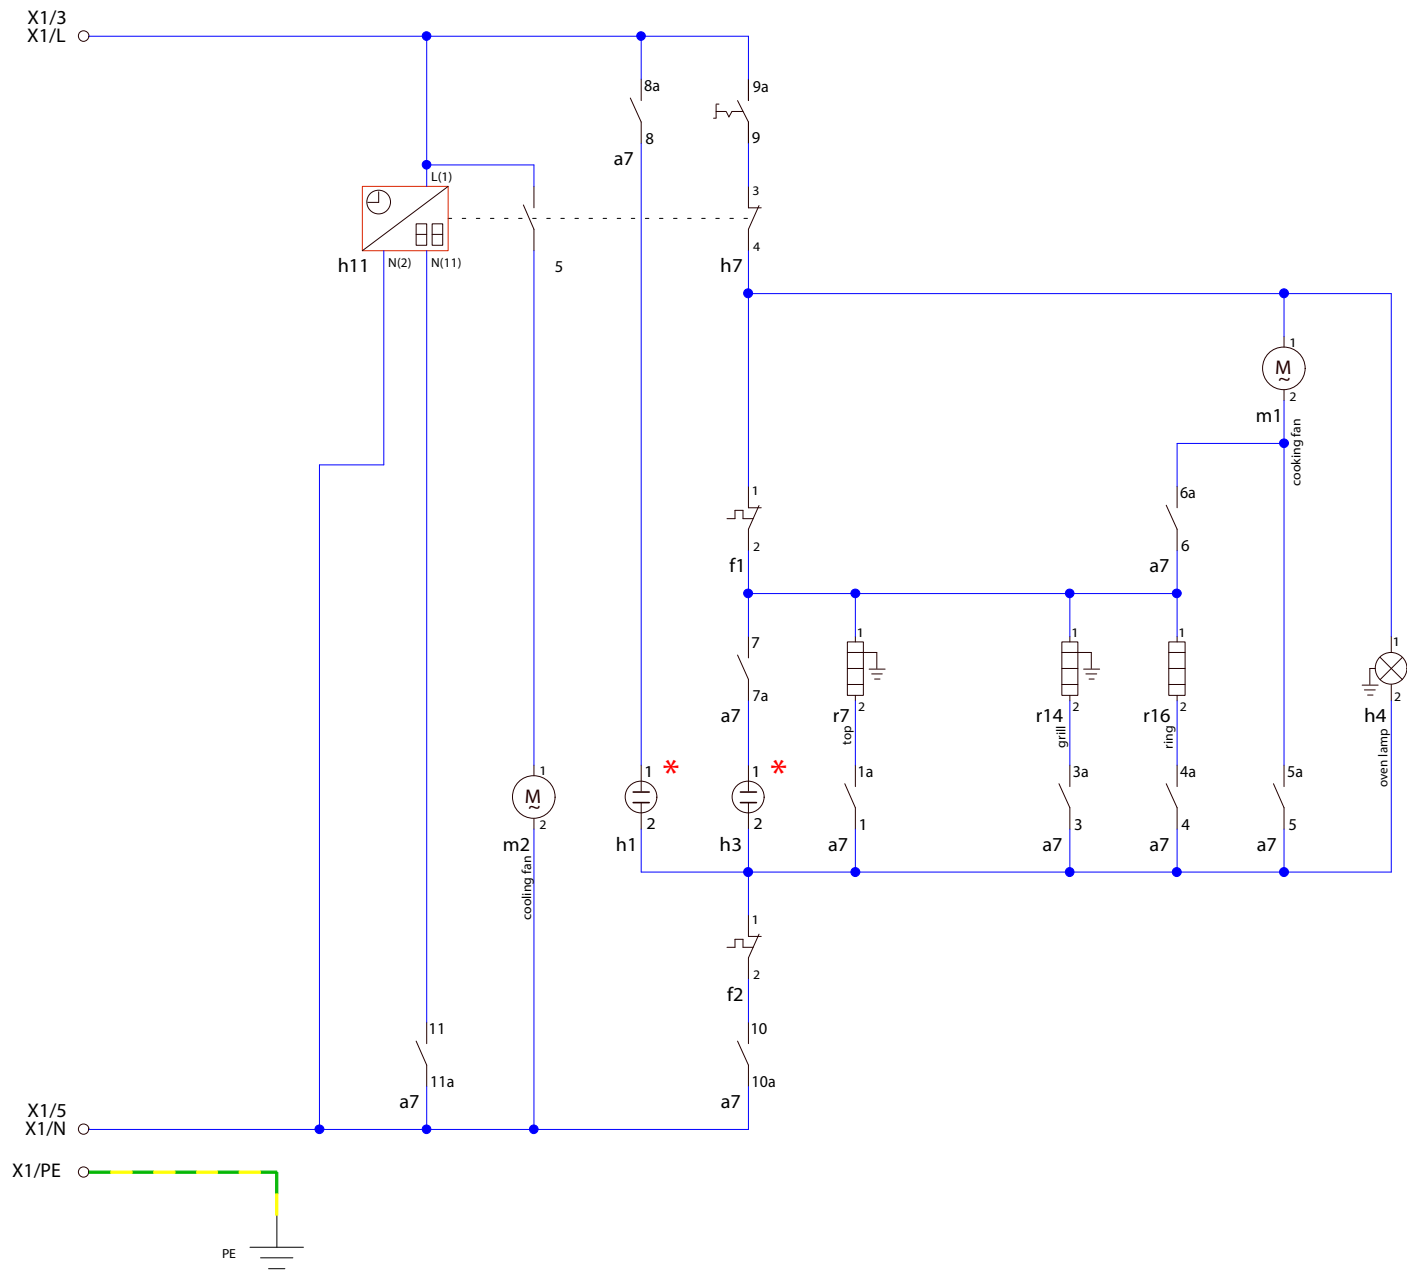 X1/3
X1/L
8a
8
a7
9a
9
L(1)
h11
N(2)
N(11)
5
3
4
h7
1
M
~
2
m1
cooking fan
1
2
f1
6a
6
a7
7
7a
a7
1
2
r7
top
1
2
r14
grill
1
2
r16
ring
1
2
h4
oven lamp
1
M
~
2
m2
cooling fan
1
*
2
h1
1
*
2
h3
1a
1
a7
3a
3
a7
4a
4
a7
5a
5
a7
1
2
f2
11
11a
a7
10
10a
a7
X1/5
X1/N
X1/PE
PE